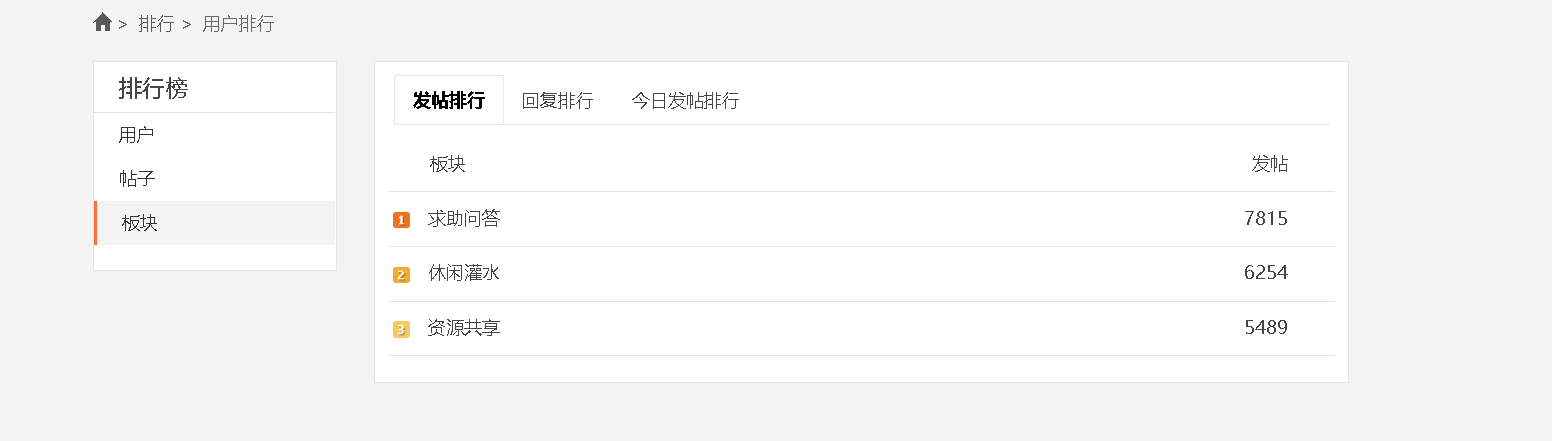 > 排行 > 用户排行
排行榜
用户
帖子
板块
发帖排行 回复排行 今日发帖排行
板块 发帖
1 求助问答 7815
2 休闲灌水 6254
3 资源共享 5489